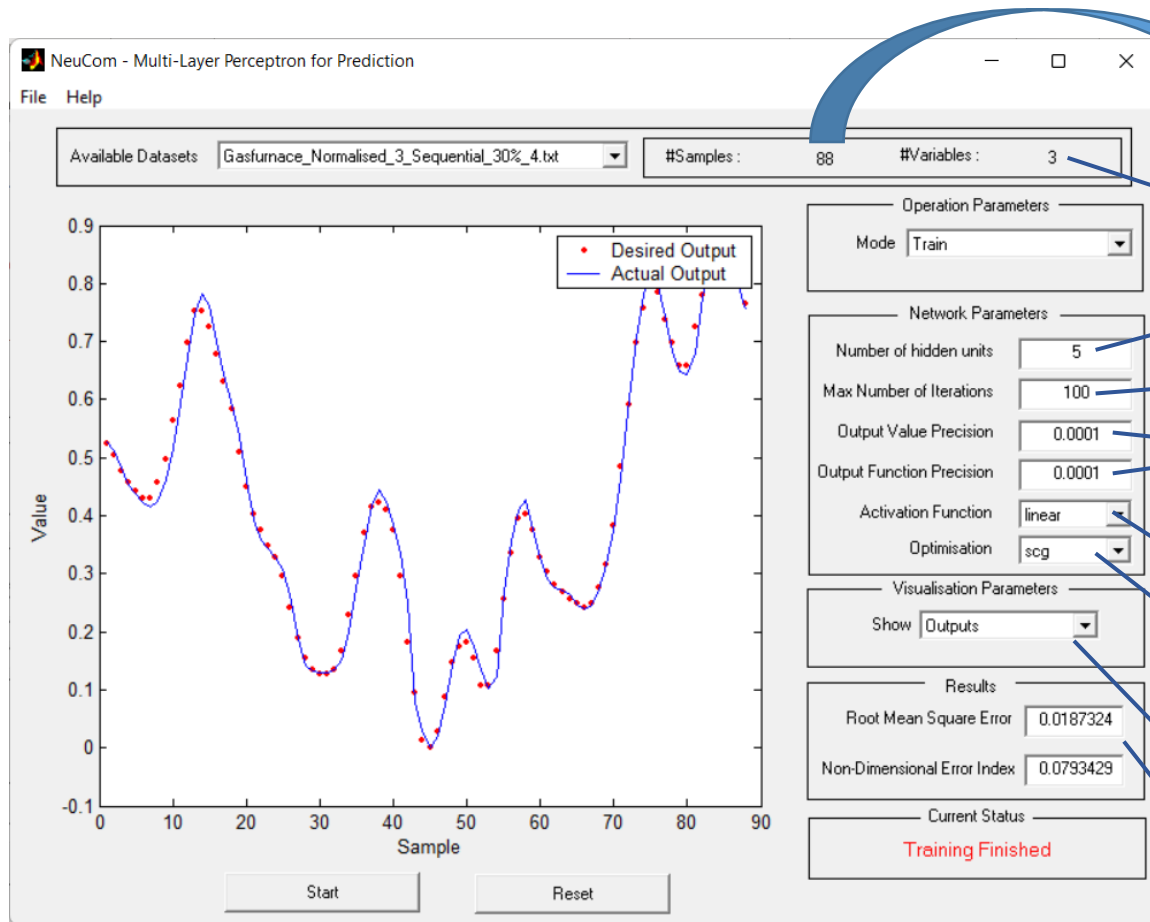 NeuCom - Multi-Layer Perceptron for Prediction
File Help
Available Datasets Gasfurnace_Normalised_3_Sequential_30%_4.txt #Samples : 88 #Variables : 3
Operation Parameters
Mode Train
Network Parameters
Number of hidden units 5
Max Number of Iterations 100
Output Value Precision 0.0001
Output Function Precision 0.0001
Activation Function linear
Optimisation scg
Visualisation Parameters
Show Outputs
Results
Root Mean Square Error 0.0187324
Non-Dimensional Error Index 0.0793429
Current Status
Training Finished
Desired Output
Actual Output
0.9
0.8
0.7
0.6
0.5
0.4
0.3
0.2
0.1
0
-0.1
Value
0 10 20 30 40 50 60 70 80 90
Sample
Start Reset